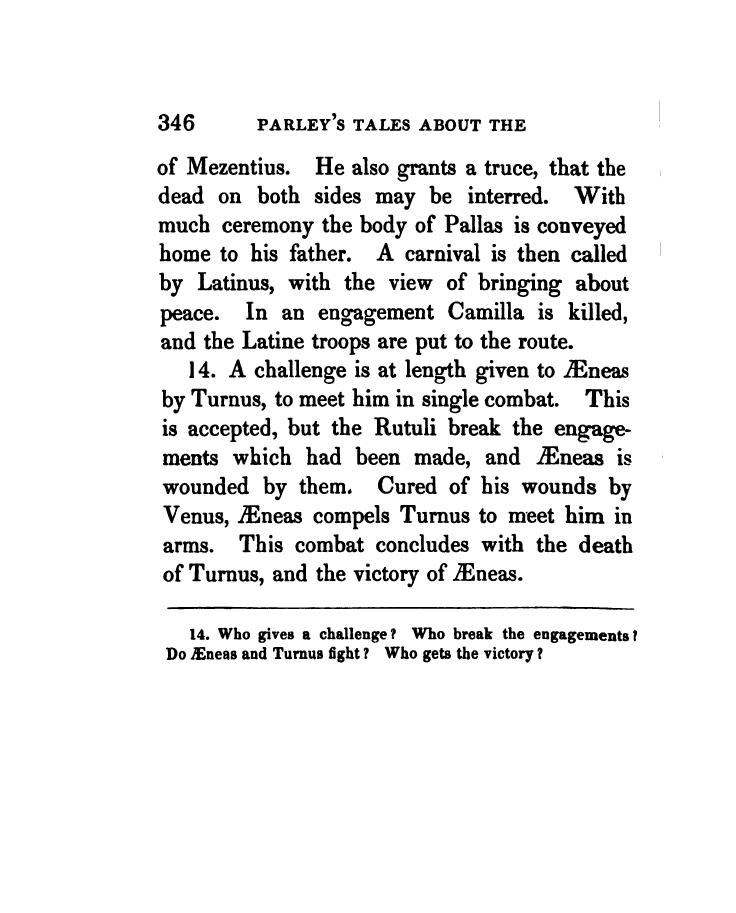 346 PARLEY'S TALES ABOUT THE
of Mezentius. He also grants a truce, that the
dead on both sides may be interred. With
much ceremony the body of Pallas is conveyed
home to his father. A carnival is then called
by Latinus, with the view of bringing about
peace. In an engagement Camilla is killed,
and the Latine troops are put to the route.
14. A challenge is at length given to Æneas
by Turnus, to meet him in single combat. This
is accepted, but the Rutuli break the engage-
ments which had been made, and Æneas is
wounded by them. Cured of his wounds by
Venus, Æneas compels Turnus to meet him in
arms. This combat concludes with the death
of Turnus, and the victory of Æneas.
14. Who gives a challenge? Who break the engagements?
Do Æneas and Turnus fight? Who gets the victory?